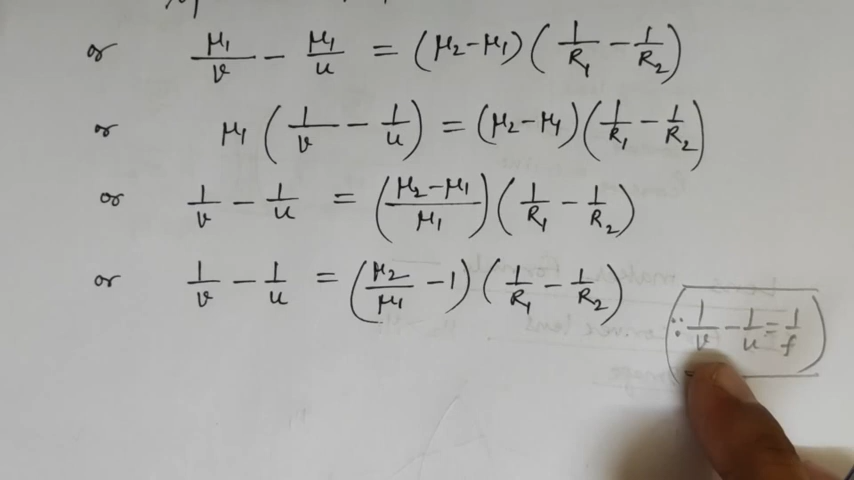 or μ₁/v − μ₁/u = (μ₂−μ₁) (1/R₁ − 1/R₂)
or μ₁ (1/v − 1/u) = (μ₂−μ₁) (1/R₁ − 1/R₂)
or 1/v − 1/u = ((μ₂−μ₁)/μ₁) (1/R₁ − 1/R₂)
or 1/v − 1/u = (μ₂/μ₁ − 1) (1/R₁ − 1/R₂)
(∵ 1/v − 1/u = 1/f)